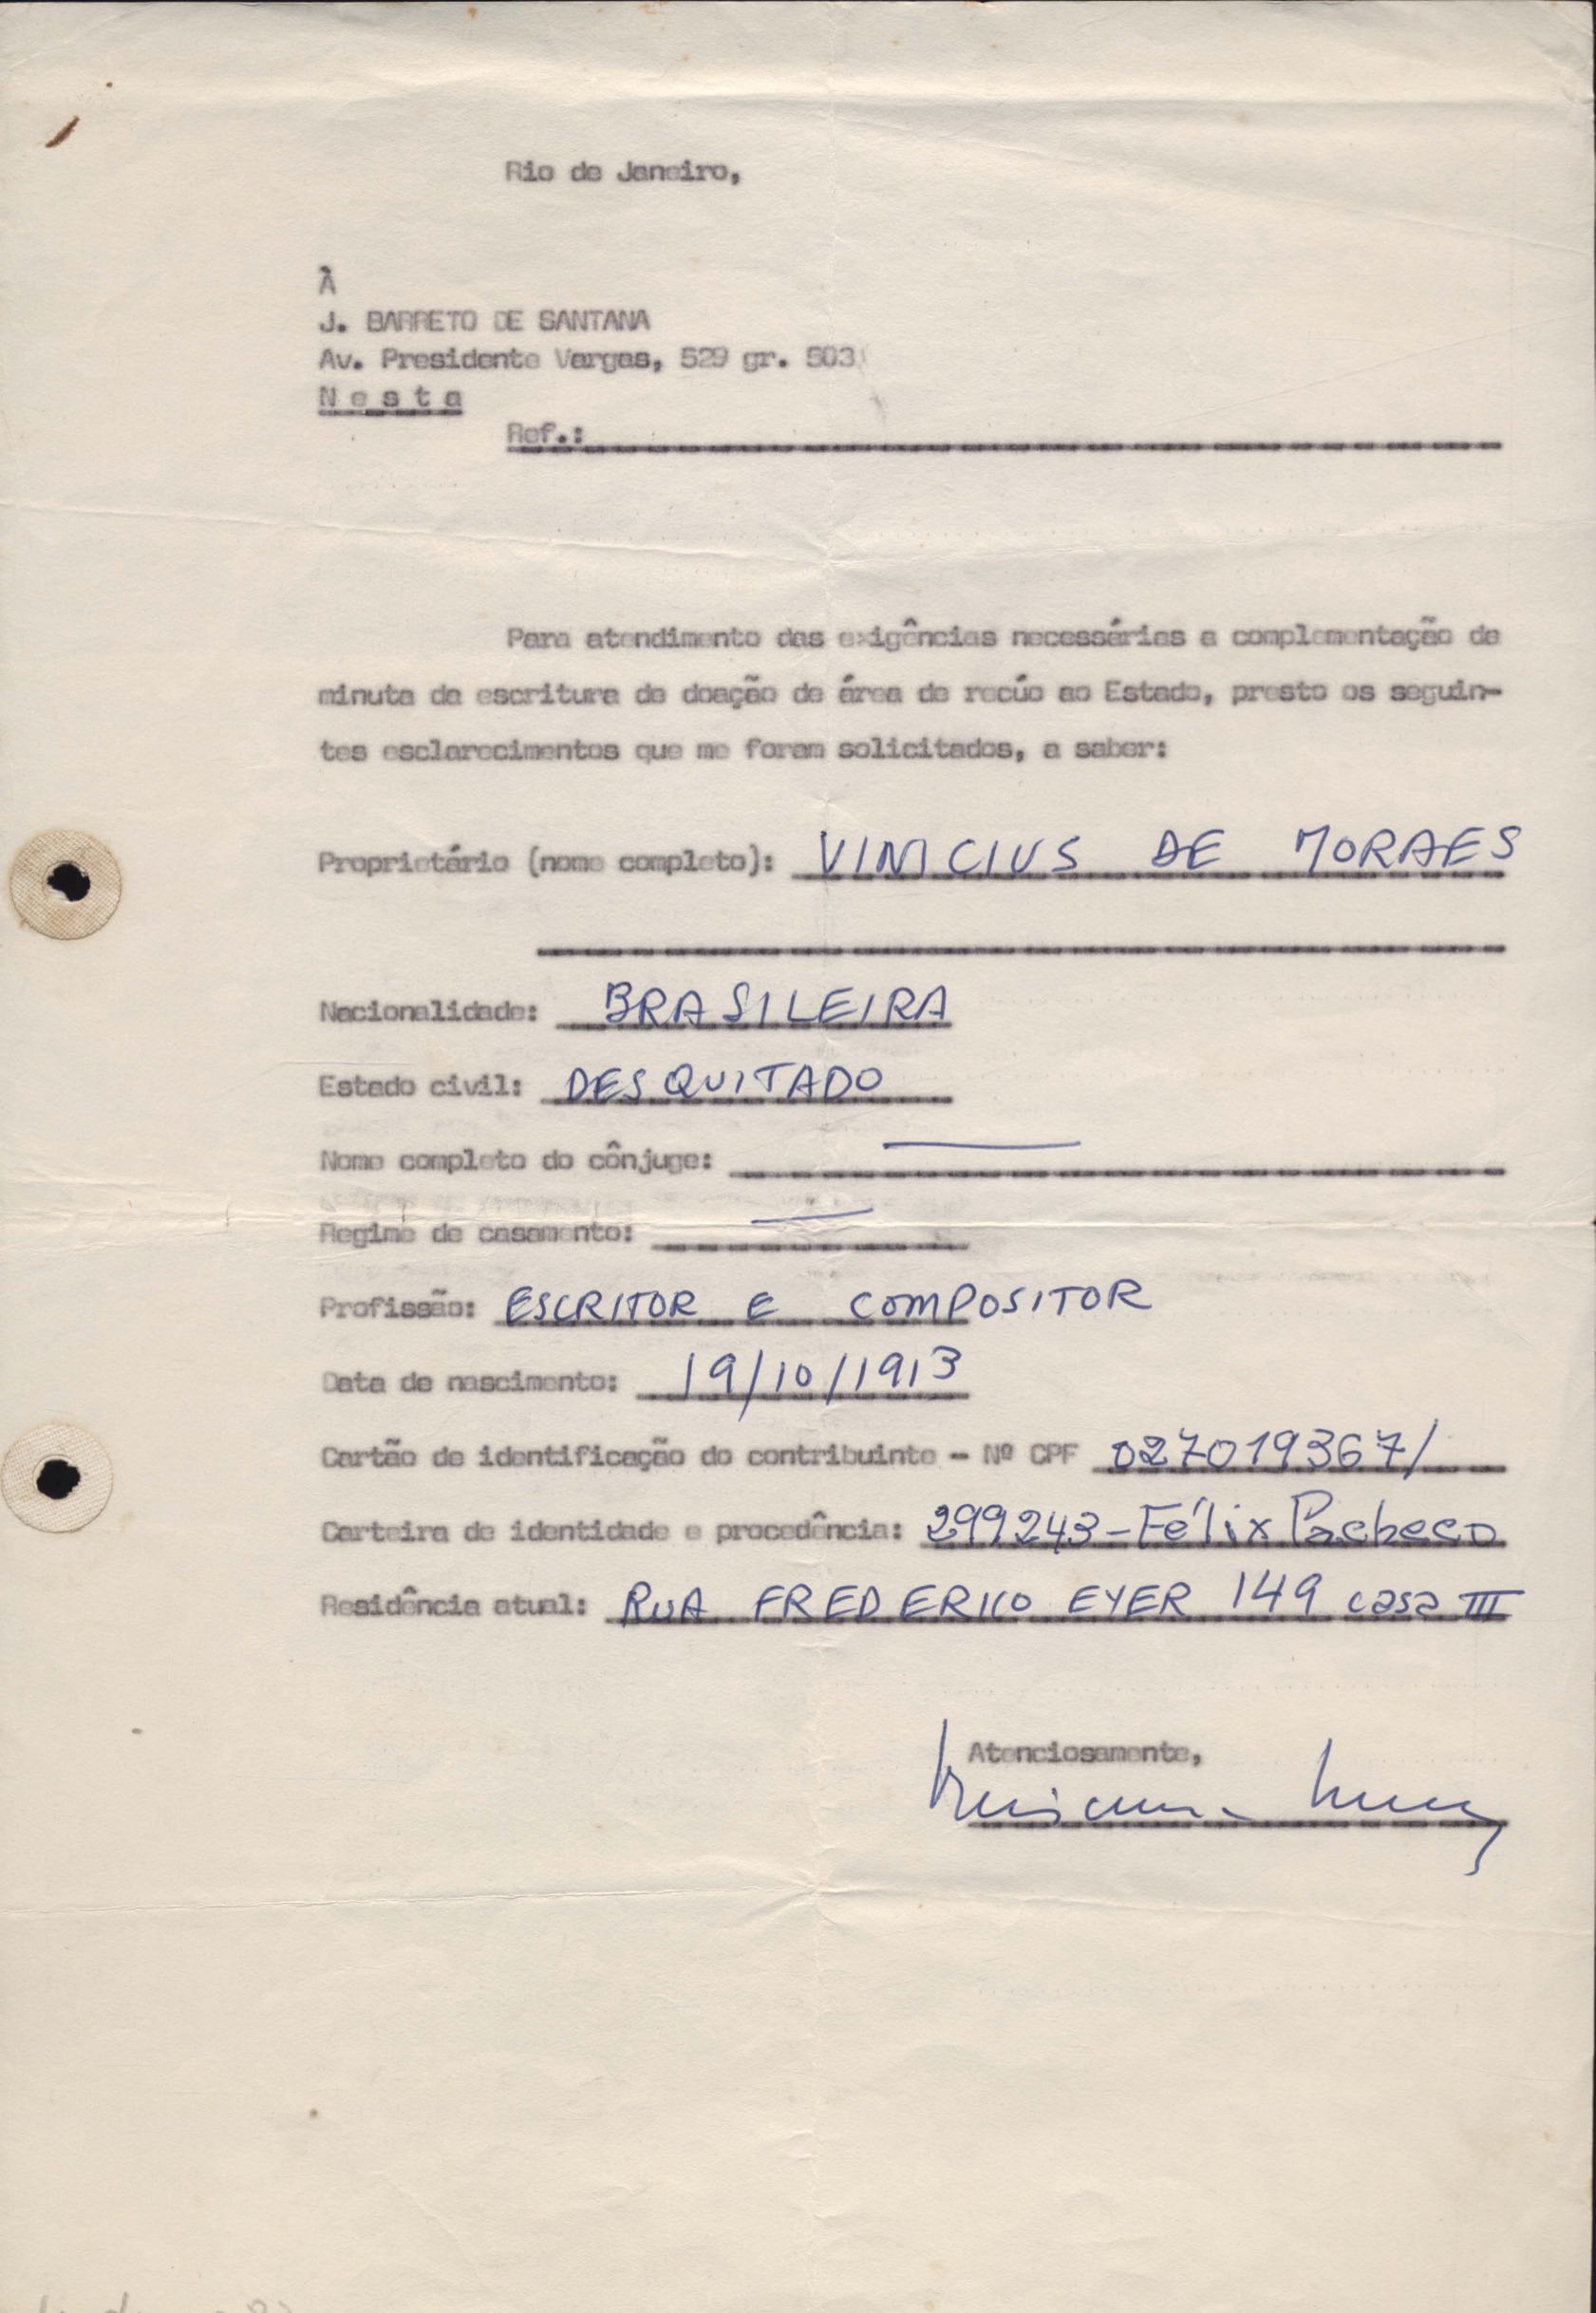 Rio de Janeiro,
À
J. BARRETO DE SANTANA
Av. Presidente Vargas, 529 gr. 503
Nesta
Ref.:
Para atendimento das exigências necessárias a complementação de
minuta de escritura de doação de área de recúo ao Estado, presto os seguin-
tes esclarecimentos que me foram solicitados, a saber:
Proprietário (nome completo): VINICIUS DE MORAES
Nacionalidade: BRASILEIRA
Estado civil: DESQUITADO
Nome completo do cônjuge: —
Regime de casamento: —
Profissão: ESCRITOR E COMPOSITOR
Data de nascimento: 19/10/1913
Cartão de identificação do contribuinte - Nº CPF 027019367/
Carteira de identidade e procedência: 299243-Félix Pacheco
Residência atual: RUA FREDERICO EYER 149 casa III
Atenciosamente,